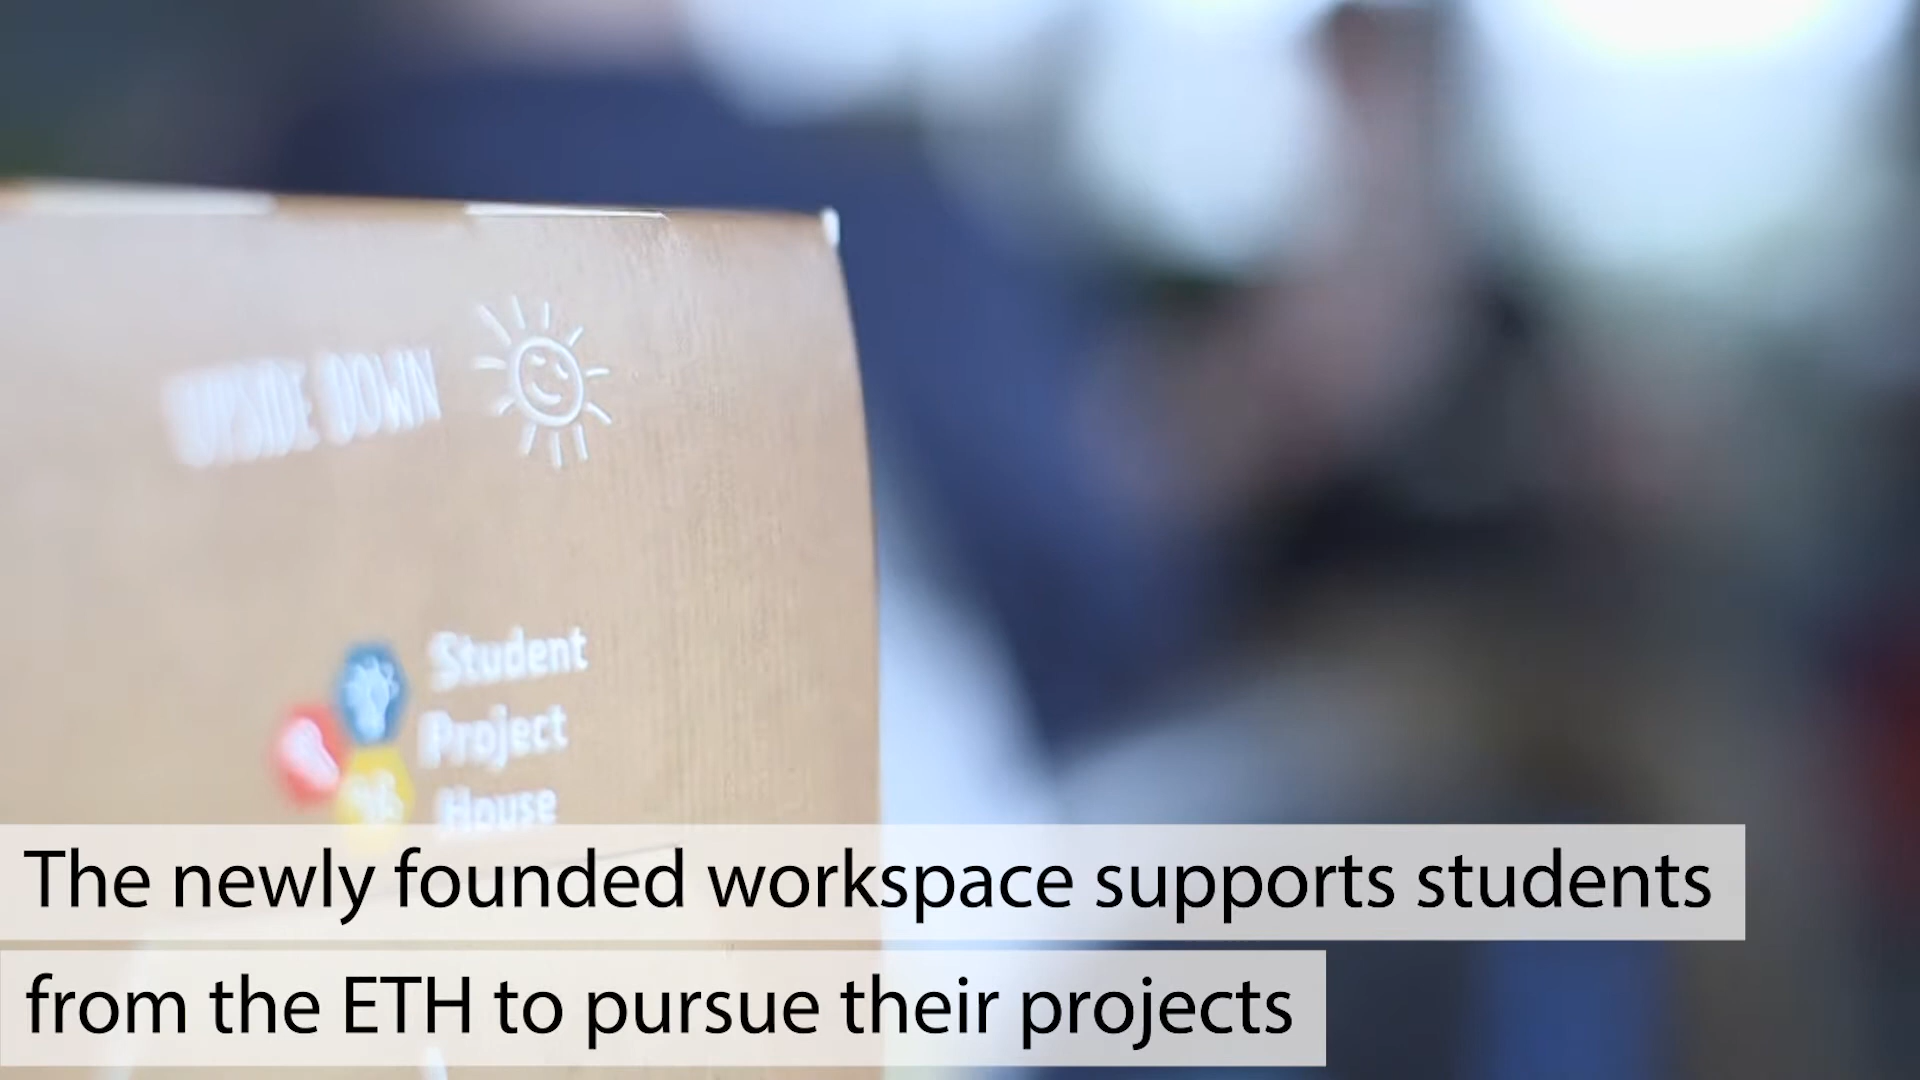 UPSIDE DOWN
Student
Project
House
The newly founded workspace supports students
from the ETH to pursue their projects